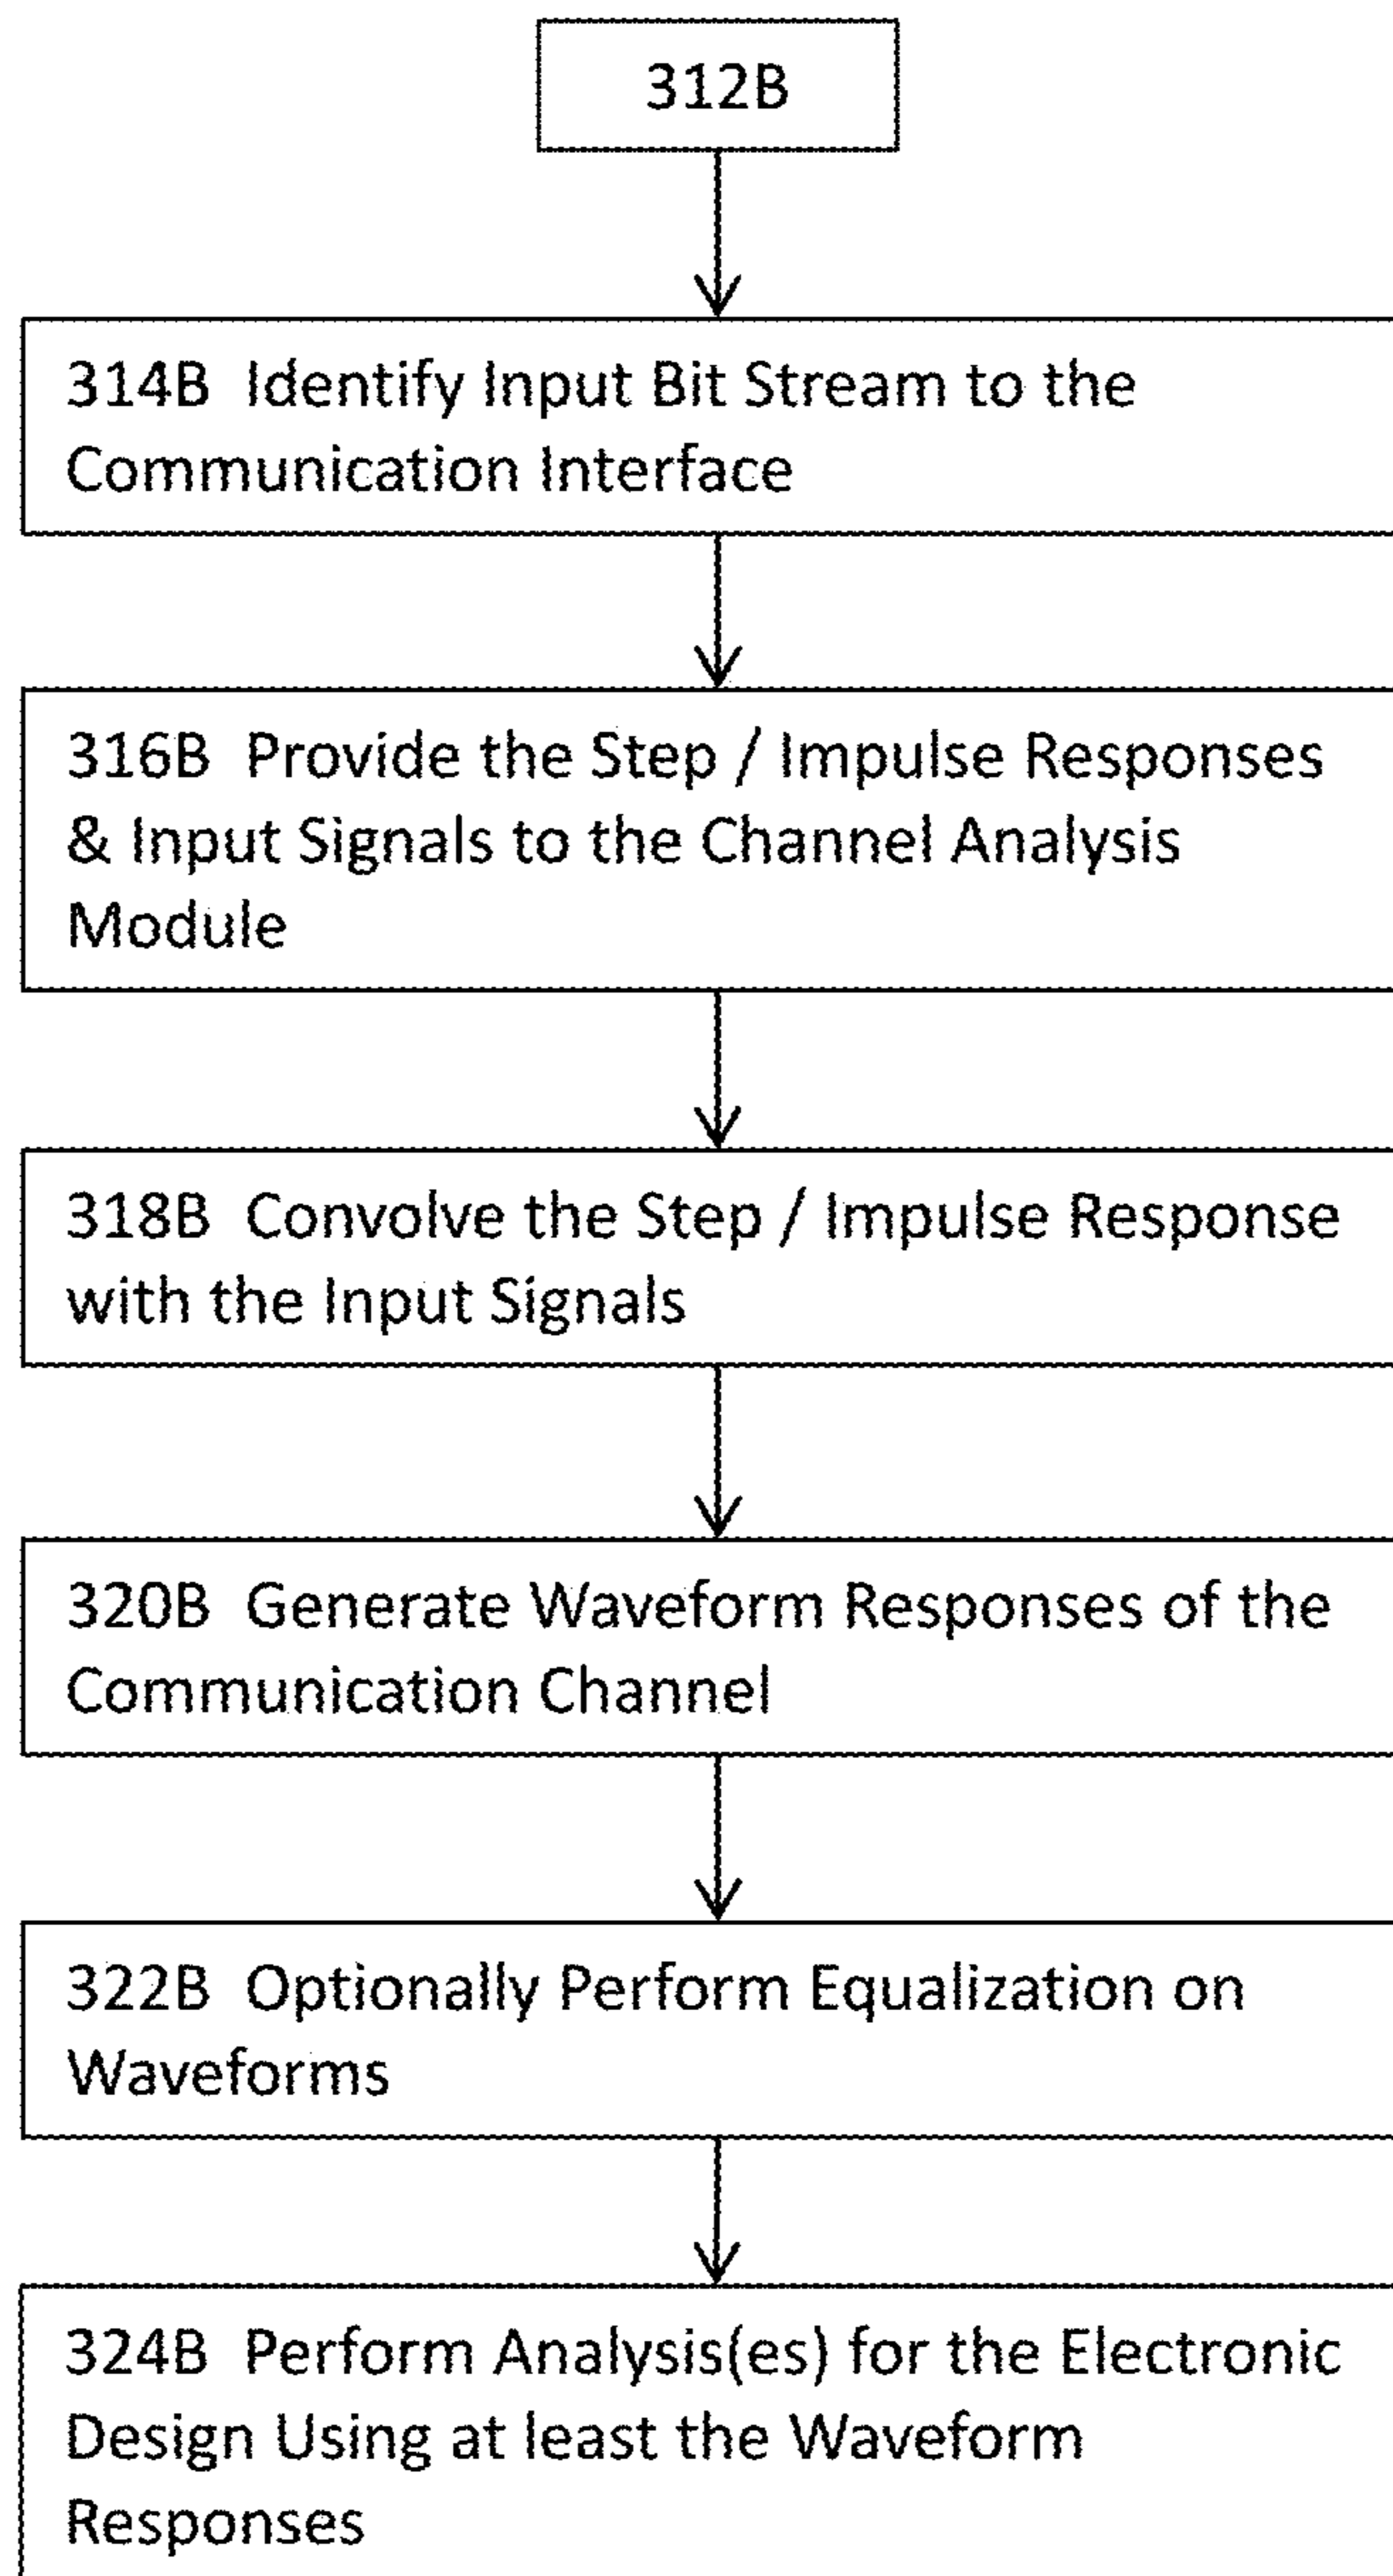 312B
314B Identify Input Bit Stream to the
Communication Interface
316B Provide the Step / Impulse Responses
& Input Signals to the Channel Analysis
Module
318B Convolve the Step / Impulse Response
with the Input Signals
320B Generate Waveform Responses of the
Communication Channel
322B Optionally Perform Equalization on
Waveforms
324B Perform Analysis(es) for the Electronic
Design Using at least the Waveform
Responses